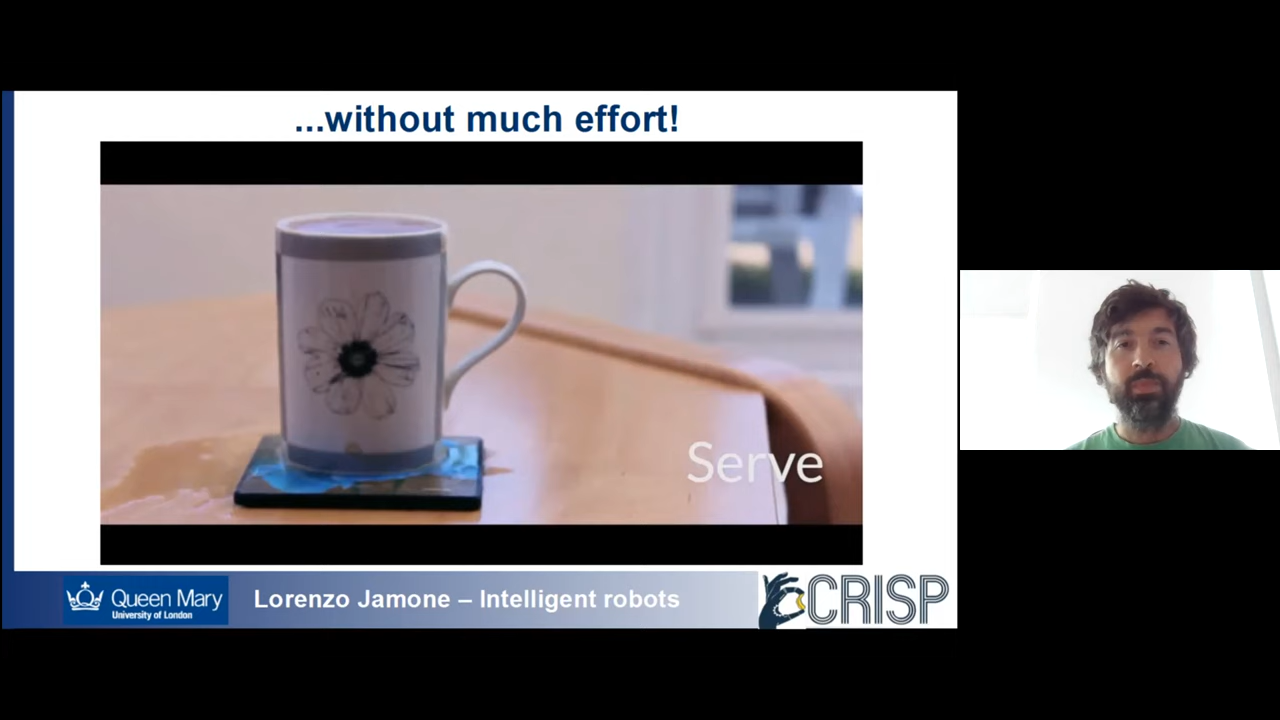 ...without much effort!
Serve
Queen Mary
University of London
Lorenzo Jamone – Intelligent robots
CRISP